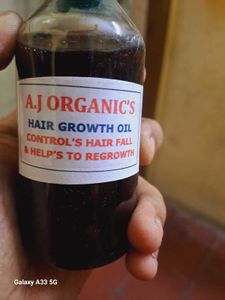 A.J ORGANIC'S
HAIR GROWTH OIL
CONTROL'S HAIR FALL
& HELP'S TO REGROWTH
Galaxy A33 5G